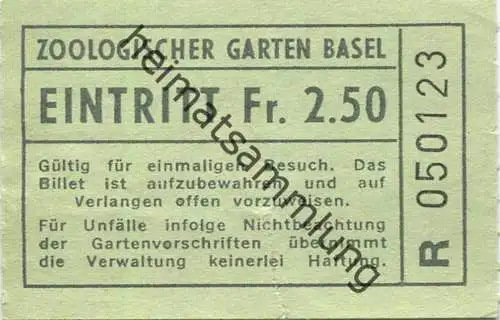 ZOOLOGISCHER GARTEN BASEL
EINTRITT Fr. 2.50
Gültig für einmaligen Besuch. Das
Billet ist aufzubewahren und auf
Verlangen offen vorzuweisen.
Für Unfälle infolge Nichtbeachtung
der Gartenvorschriften übernimmt
die Verwaltung keinerlei Haftung.
R 050123
heimatsammlung